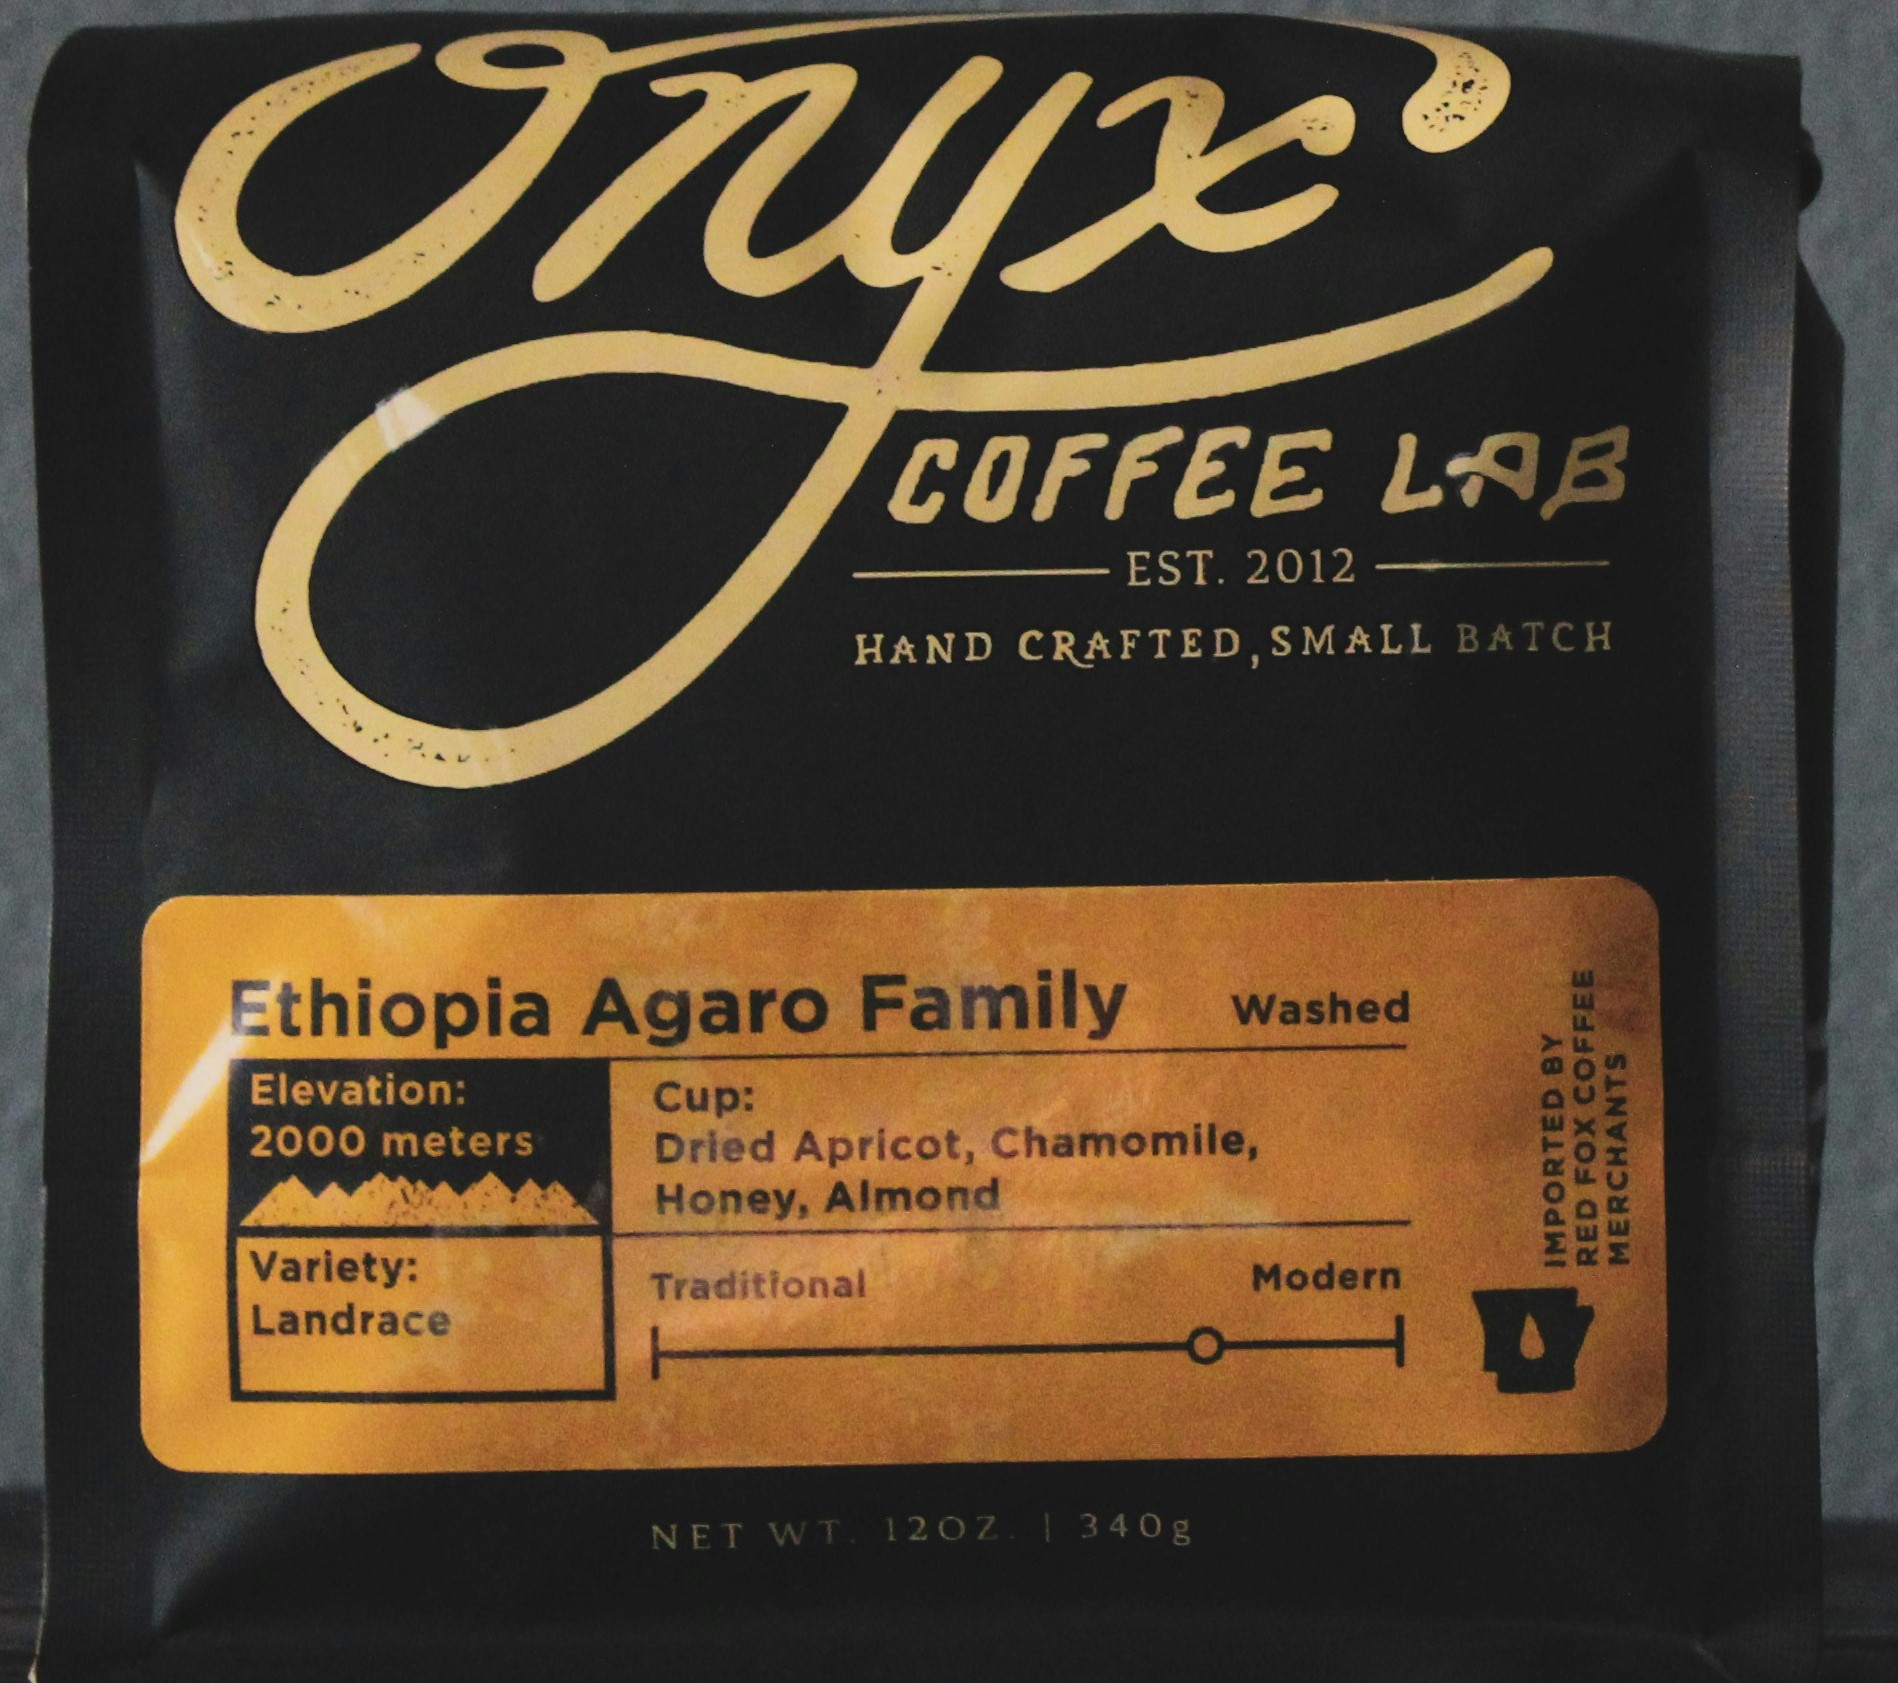 Onyx
COFFEE LAB
EST. 2012
HAND CRAFTED, SMALL BATCH
Ethiopia Agaro Family
Washed
Elevation:
2000 meters
Variety:
Landrace
Cup:
Dried Apricot, Chamomile,
Honey, Almond
Traditional
Modern
IMPORTED BY
RED FOX COFFEE
MERCHANTS
NET WT. 12OZ. | 340g